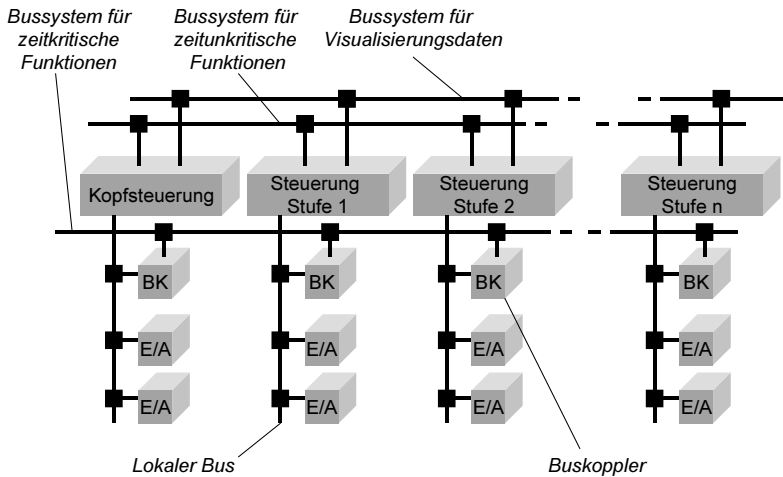 Bussystem für
zeitkritische
Funktionen
Bussystem für
zeitunkritische
Funktionen
Bussystem für
Visualisierungsdaten
Kopfsteuerung
Steuerung
Stufe 1
Steuerung
Stufe 2
Steuerung
Stufe n
BK
BK
BK
BK
E/A
E/A
E/A
E/A
E/A
E/A
E/A
E/A
Lokaler Bus
Buskoppler